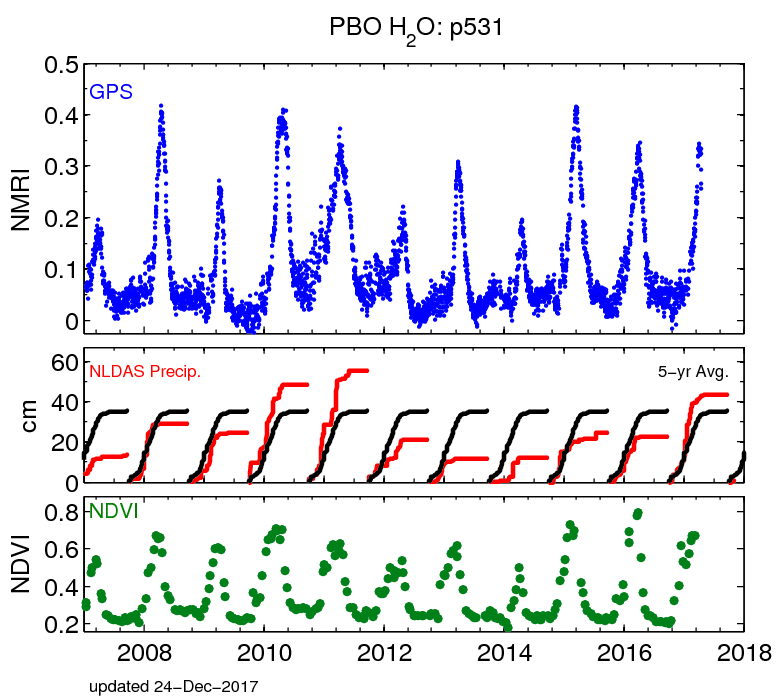 PBO H₂O: p531
0.5
GPS
0.4
0.3
NMRI
0.2
0.1
0
60
NLDAS Precip. 5-yr Avg.
40
cm
20
0
0.8
NDVI
0.6
NDVI
0.4
0.2
2008 2010 2012 2014 2016 2018
updated 24-Dec-2017